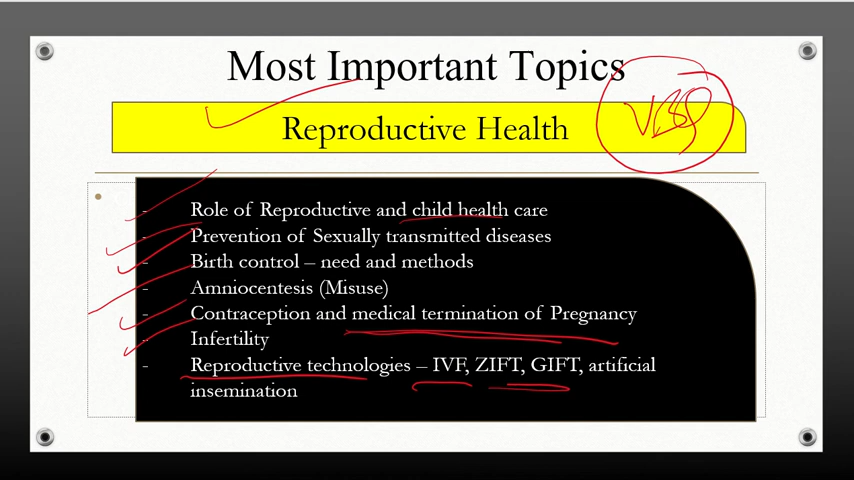 Most Important Topics
Reproductive Health
- Role of Reproductive and child health care
- Prevention of Sexually transmitted diseases
- Birth control – need and methods
- Amniocentesis (Misuse)
- Contraception and medical termination of Pregnancy
- Infertility
- Reproductive technologies – IVF, ZIFT, GIFT, artificial
insemination